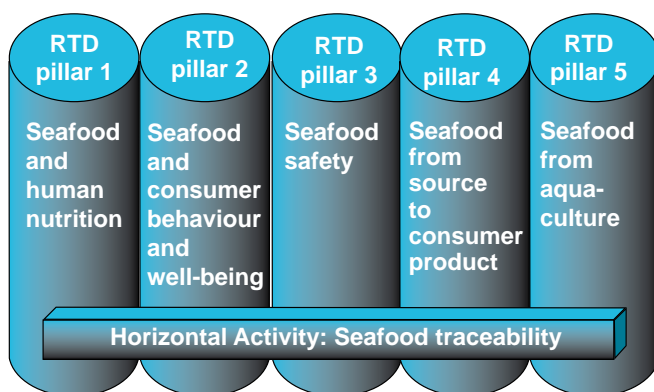 RTD
pillar 1
Seafood
and
human
nutrition
RTD
pillar 2
Seafood
and
consumer
behaviour
and
well-being
RTD
pillar 3
Seafood
safety
RTD
pillar 4
Seafood
from
source
to
consumer
product
RTD
pillar 5
Seafood
from
aqua-
culture
Horizontal Activity: Seafood traceability